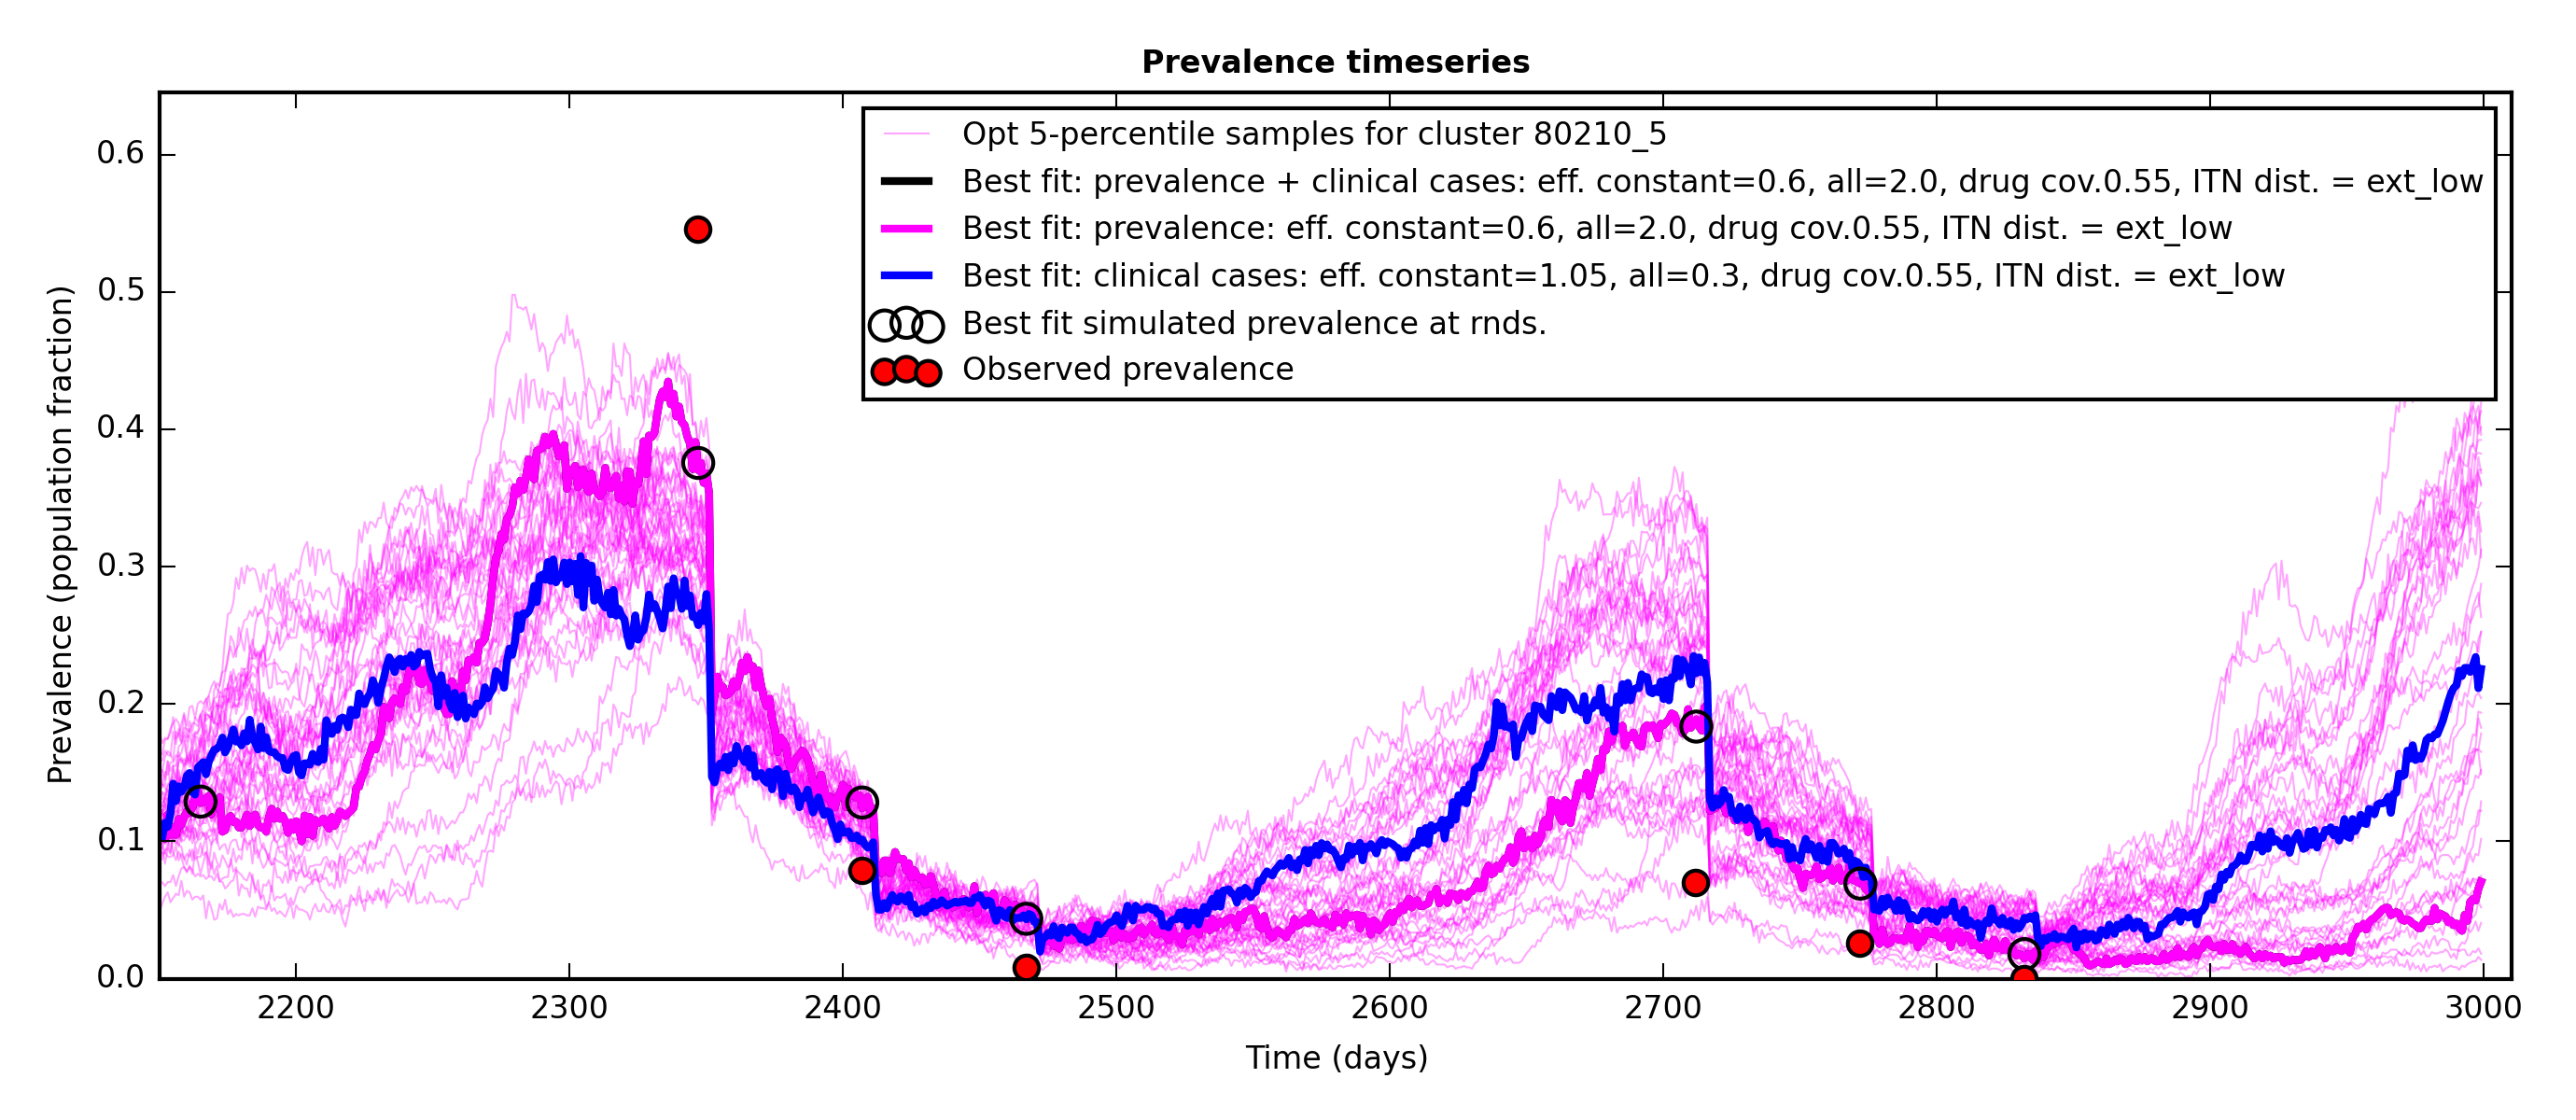 Prevalence timeseries
Opt 5-percentile samples for cluster 80210_5
Best fit: prevalence + clinical cases: eff. constant=0.6, all=2.0, drug cov.0.55, ITN dist. = ext_low
Best fit: prevalence: eff. constant=0.6, all=2.0, drug cov.0.55, ITN dist. = ext_low
Best fit: clinical cases: eff. constant=1.05, all=0.3, drug cov.0.55, ITN dist. = ext_low
Best fit simulated prevalence at rnds.
Observed prevalence
Prevalence (population fraction)
0.6
0.5
0.4
0.3
0.2
0.1
0.0
2200 2300 2400 2500 2600 2700 2800 2900 3000
Time (days)